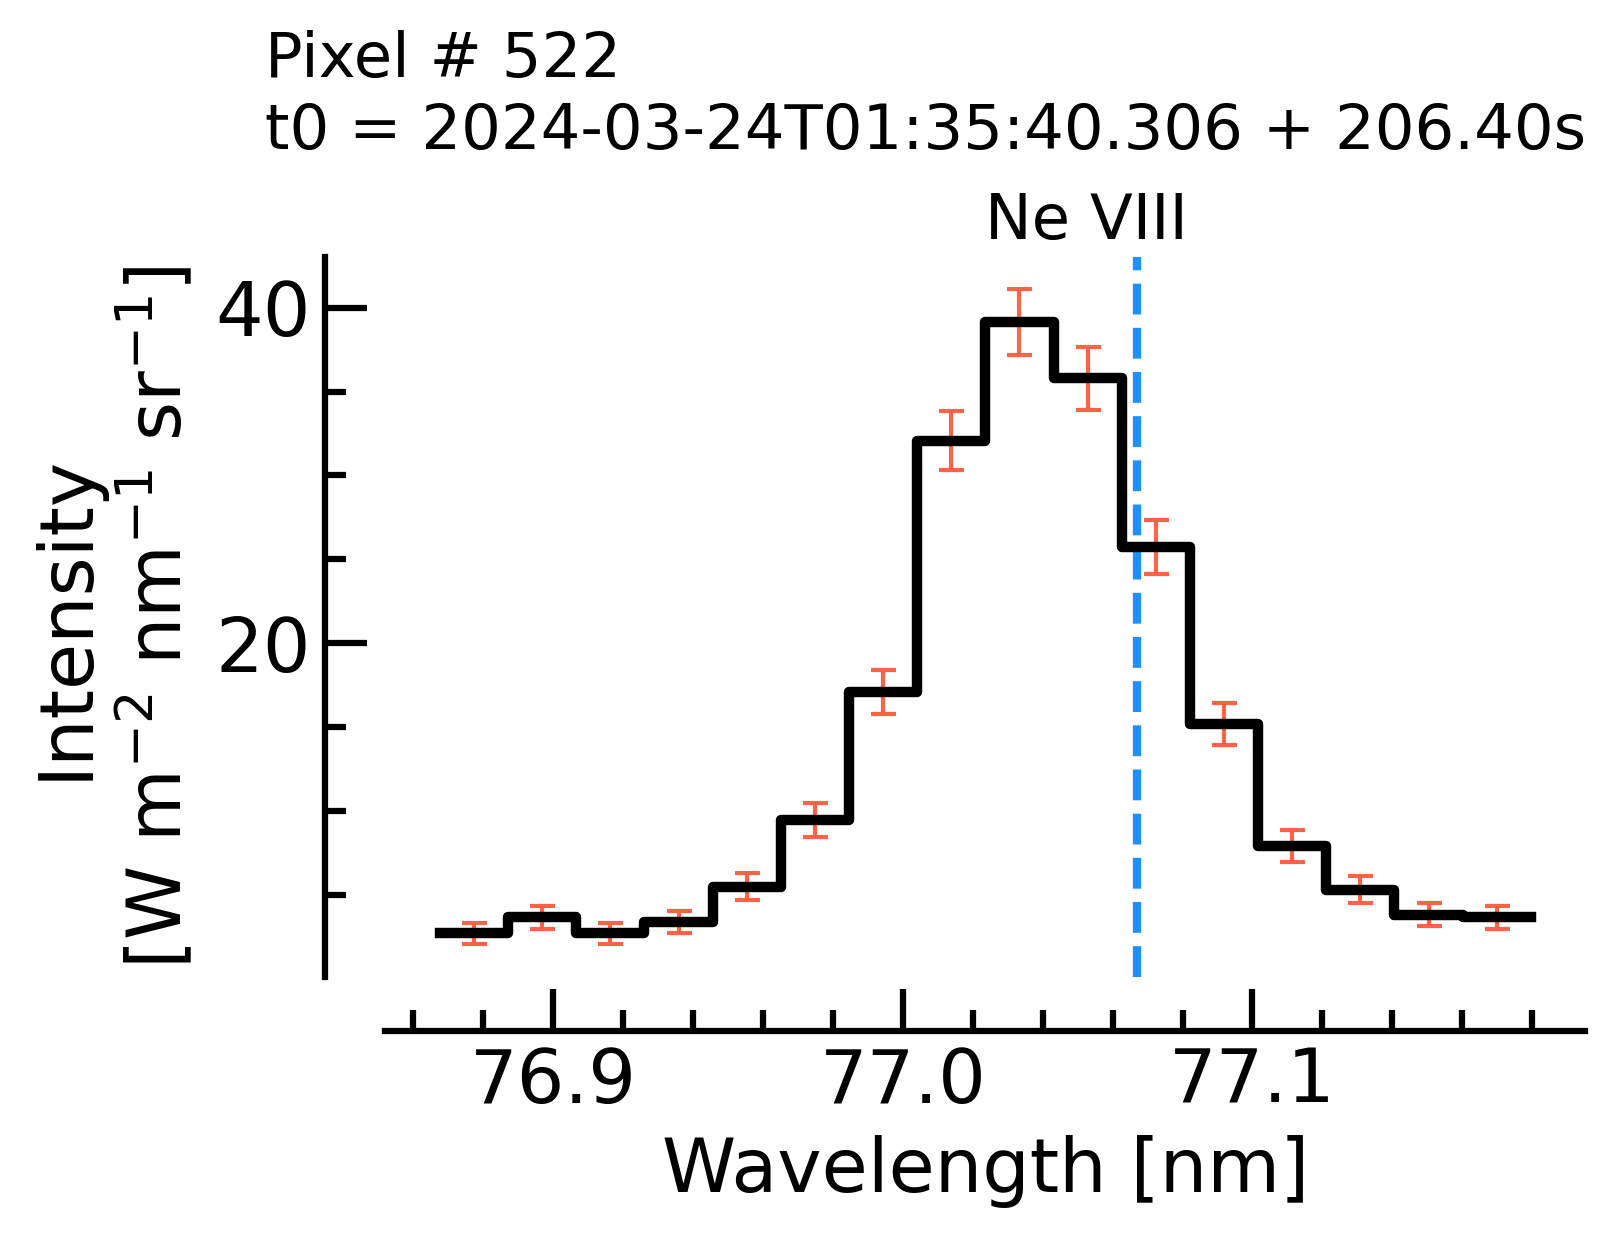 Pixel # 522
t0 = 2024-03-24T01:35:40.306 + 206.40s
Ne VIII
Intensity
[W m⁻² nm⁻¹ sr⁻¹]
40
20
76.9 77.0 77.1
Wavelength [nm]